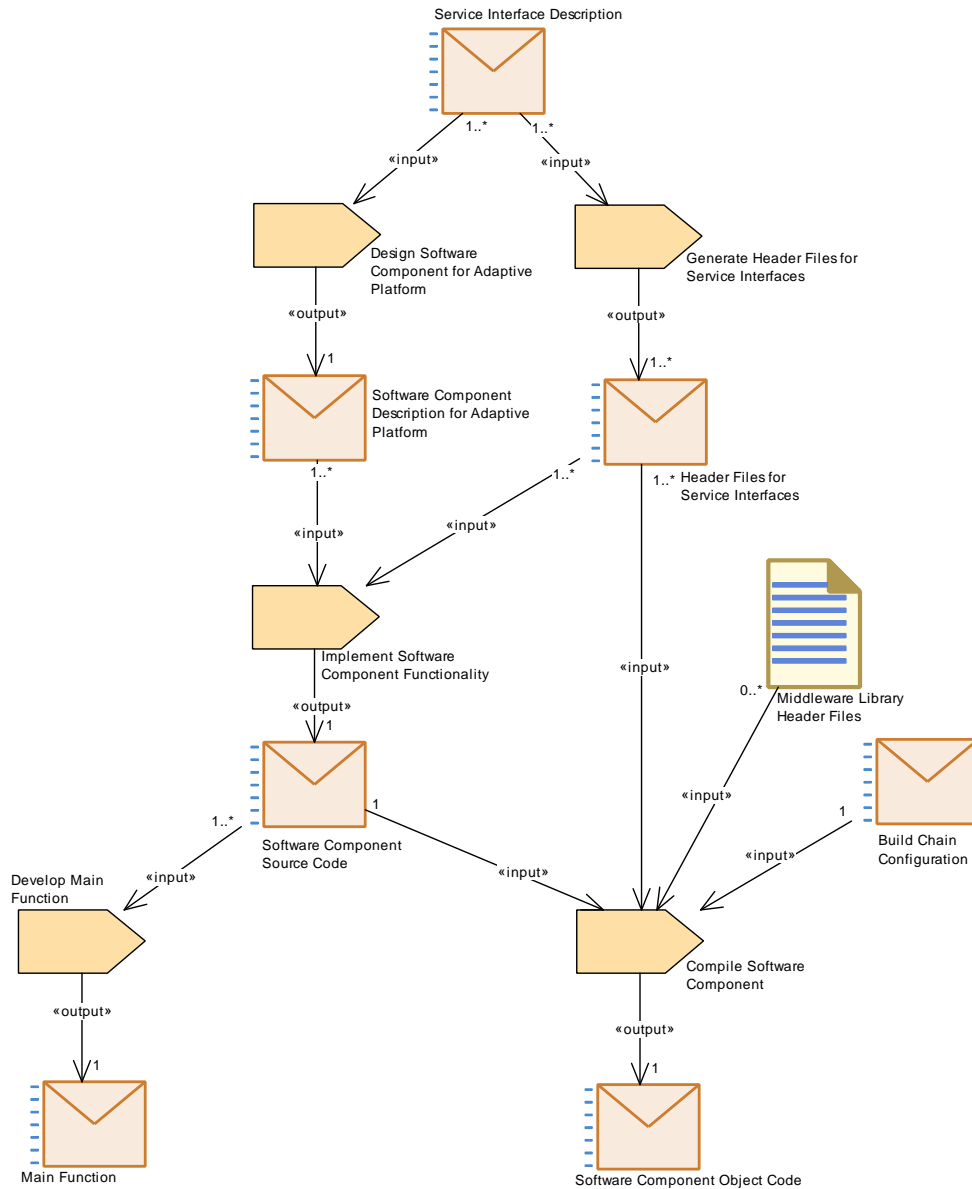 Service Interface Description
1..*
1..*
«input»
«input»
Design Software
Component for Adaptive
Platform
Generate Header Files for
Service Interfaces
«output»
«output»
1
1..*
Software Component
Description for Adaptive
Platform
1..*
1..*
1..*
Header Files for
Service Interfaces
«input»
«input»
Implement Software
Component Functionality
«input»
0..*
Middleware Library
Header Files
«output»
1
1
1..*
«input»
1
Software Component
Source Code
Build Chain
Configuration
«input»
«input»
«input»
Develop Main
Function
Compile Software
Component
«output»
«output»
1
1
Main Function
Software Component Object Code